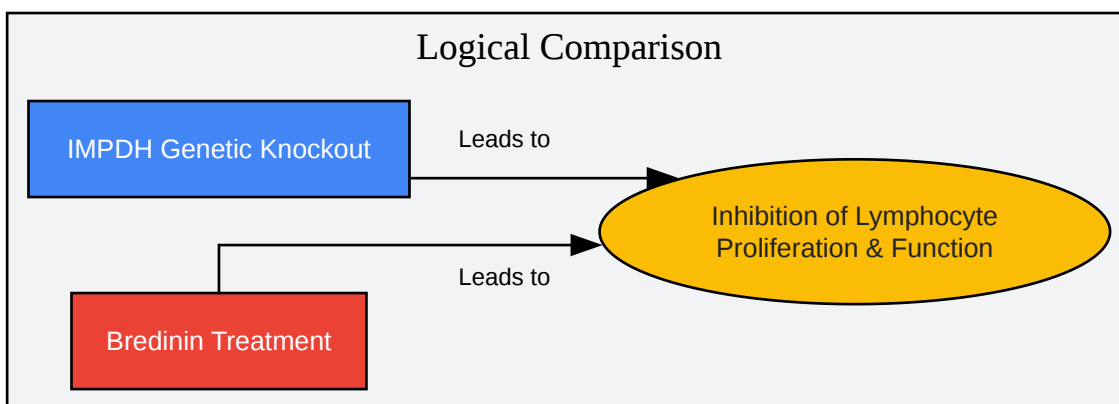 Logical Comparison
IMPDH Genetic Knockout
Leads to
Inhibition of Lymphocyte
Proliferation & Function
Leads to
Bredinin Treatment